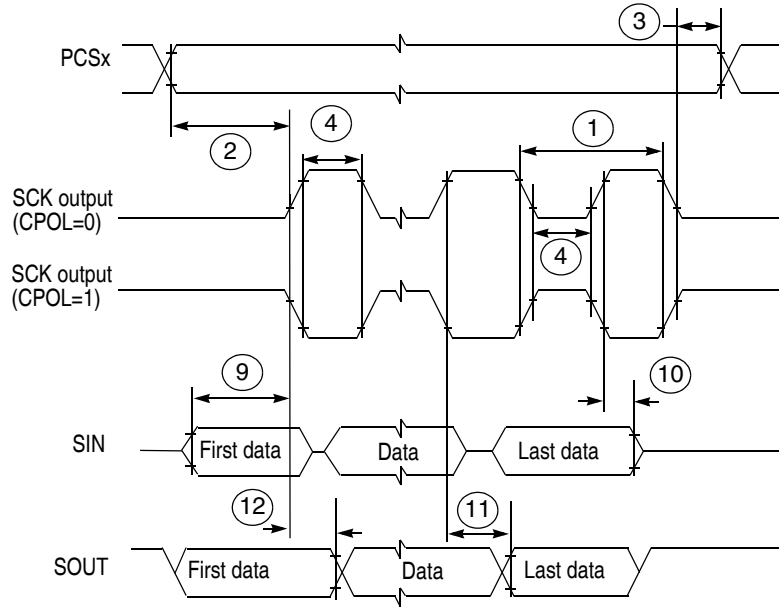 3
PCSx
2
4
1
SCK output
(CPOL=0)
4
SCK output
(CPOL=1)
9
10
SIN
First data
Data
Last data
12
11
SOUT
First data
Data
Last data